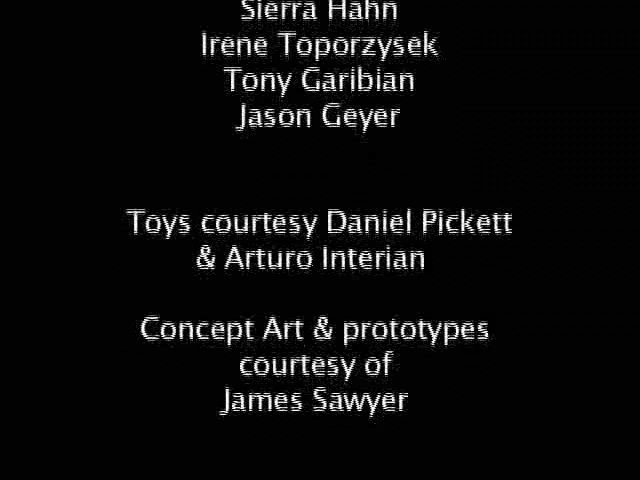 Sierra Hahn
Irene Toporzysek
Tony Garibian
Jason Geyer
Toys courtesy Daniel Pickett
& Arturo Interian
Concept Art & prototypes
courtesy of
James Sawyer